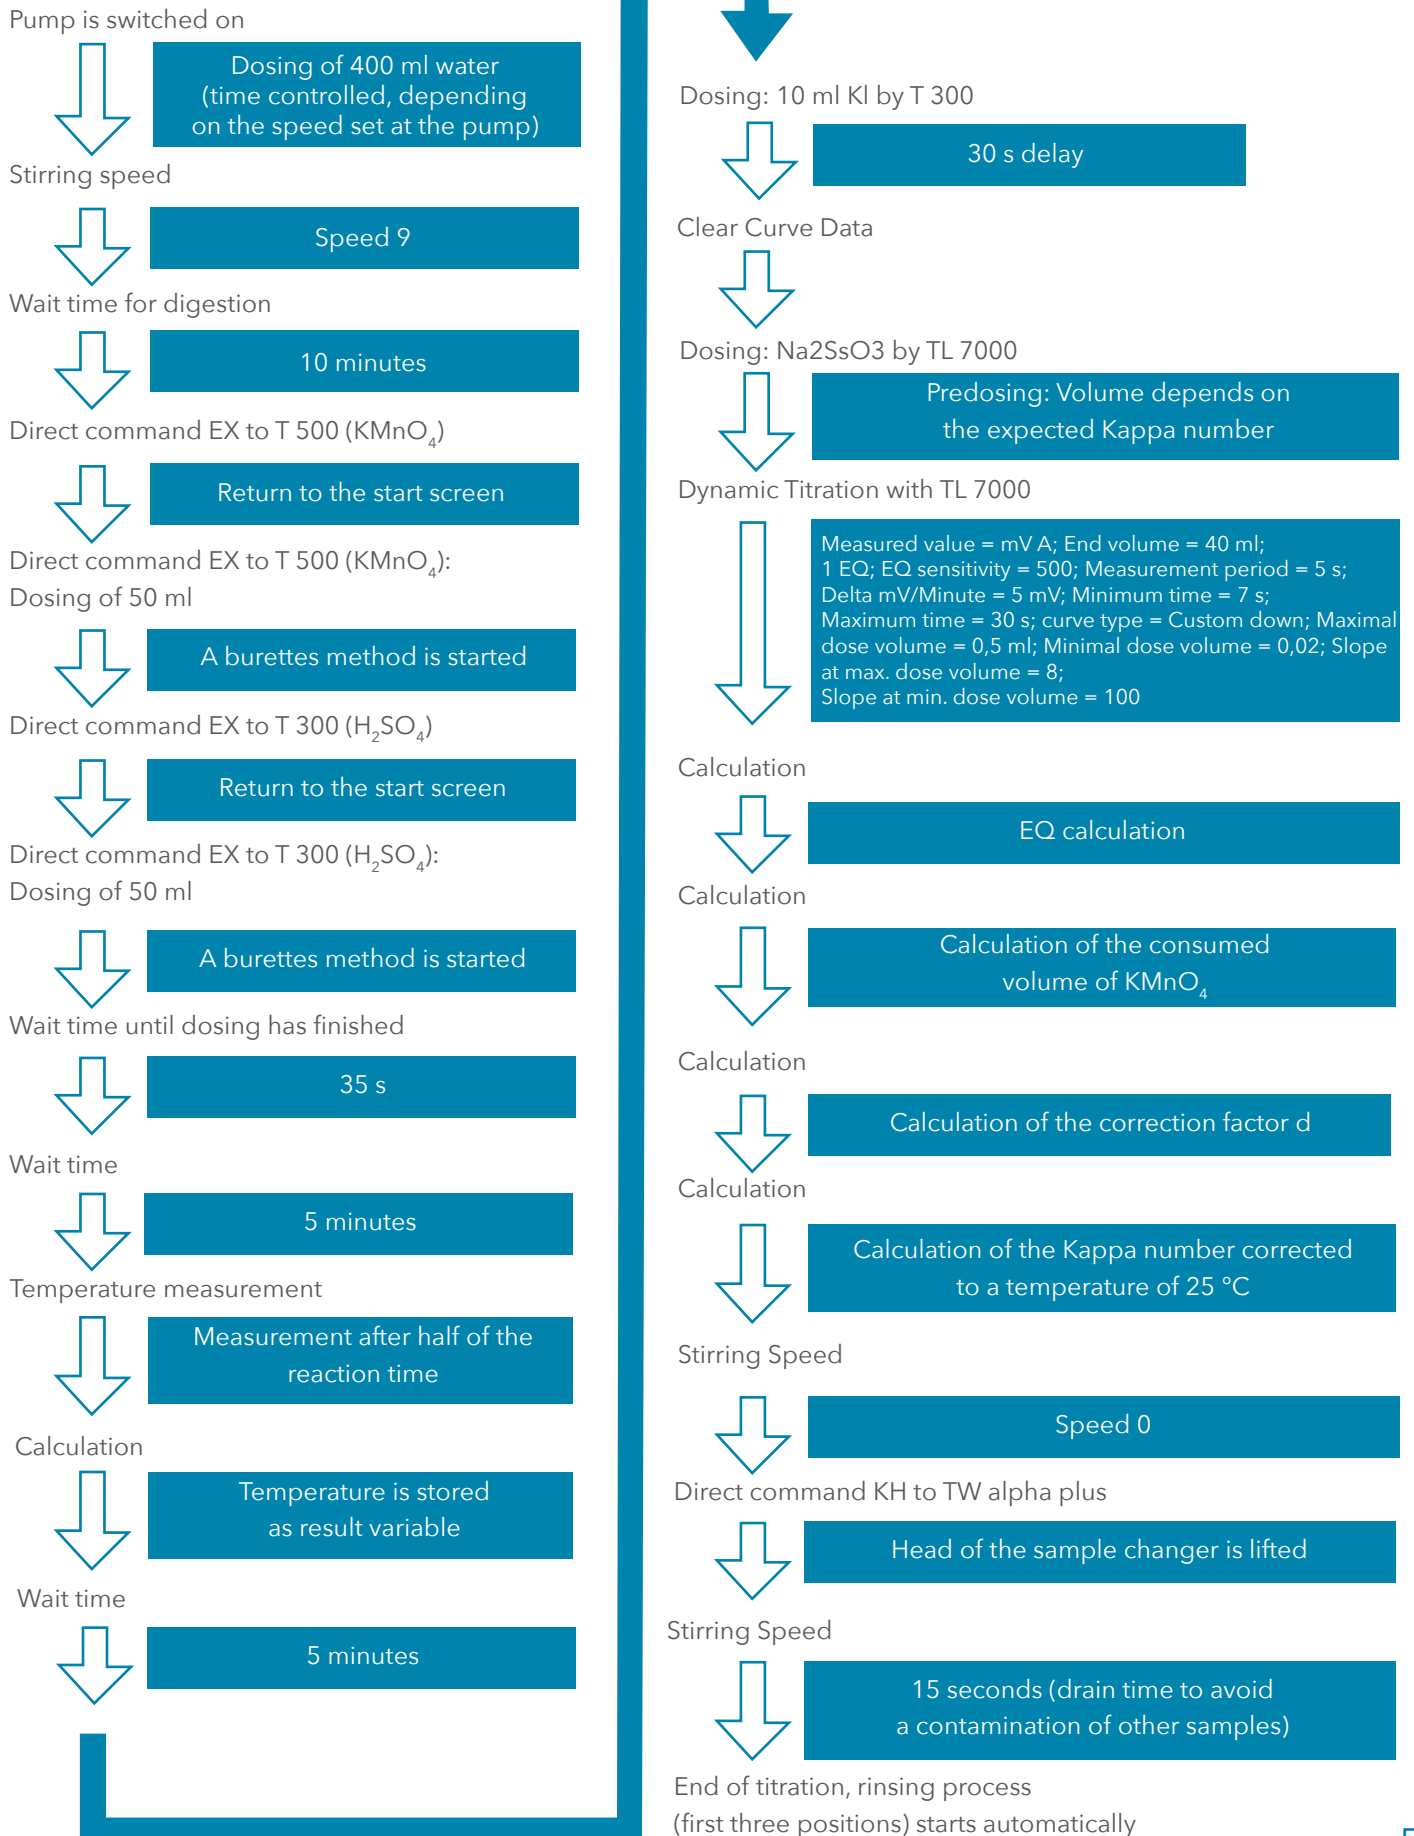 Pump is switched on
Dosing of 400 ml water
(time controlled, depending
on the speed set at the pump)
Stirring speed
Speed 9
Wait time for digestion
10 minutes
Direct command EX to T 500 (KMnO₄)
Return to the start screen
Direct command EX to T 500 (KMnO₄):
Dosing of 50 ml
A burettes method is started
Direct command EX to T 300 (H₂SO₄)
Return to the start screen
Direct command EX to T 300 (H₂SO₄):
Dosing of 50 ml
A burettes method is started
Wait time until dosing has finished
35 s
Wait time
5 minutes
Temperature measurement
Measurement after half of the
reaction time
Calculation
Temperature is stored
as result variable
Wait time
5 minutes
Dosing: 10 ml Kl by T 300
30 s delay
Clear Curve Data
Dosing: Na2SsO3 by TL 7000
Predosing: Volume depends on
the expected Kappa number
Dynamic Titration with TL 7000
Measured value = mV A; End volume = 40 ml;
1 EQ; EQ sensitivity = 500; Measurement period = 5 s;
Delta mV/Minute = 5 mV; Minimum time = 7 s;
Maximum time = 30 s; curve type = Custom down; Maximal
dose volume = 0,5 ml; Minimal dose volume = 0,02; Slope
at max. dose volume = 8;
Slope at min. dose volume = 100
Calculation
EQ calculation
Calculation
Calculation of the consumed
volume of KMnO₄
Calculation
Calculation of the correction factor d
Calculation
Calculation of the Kappa number corrected
to a temperature of 25 °C
Stirring Speed
Speed 0
Direct command KH to TW alpha plus
Head of the sample changer is lifted
Stirring Speed
15 seconds (drain time to avoid
a contamination of other samples)
End of titration, rinsing process
(first three positions) starts automatically